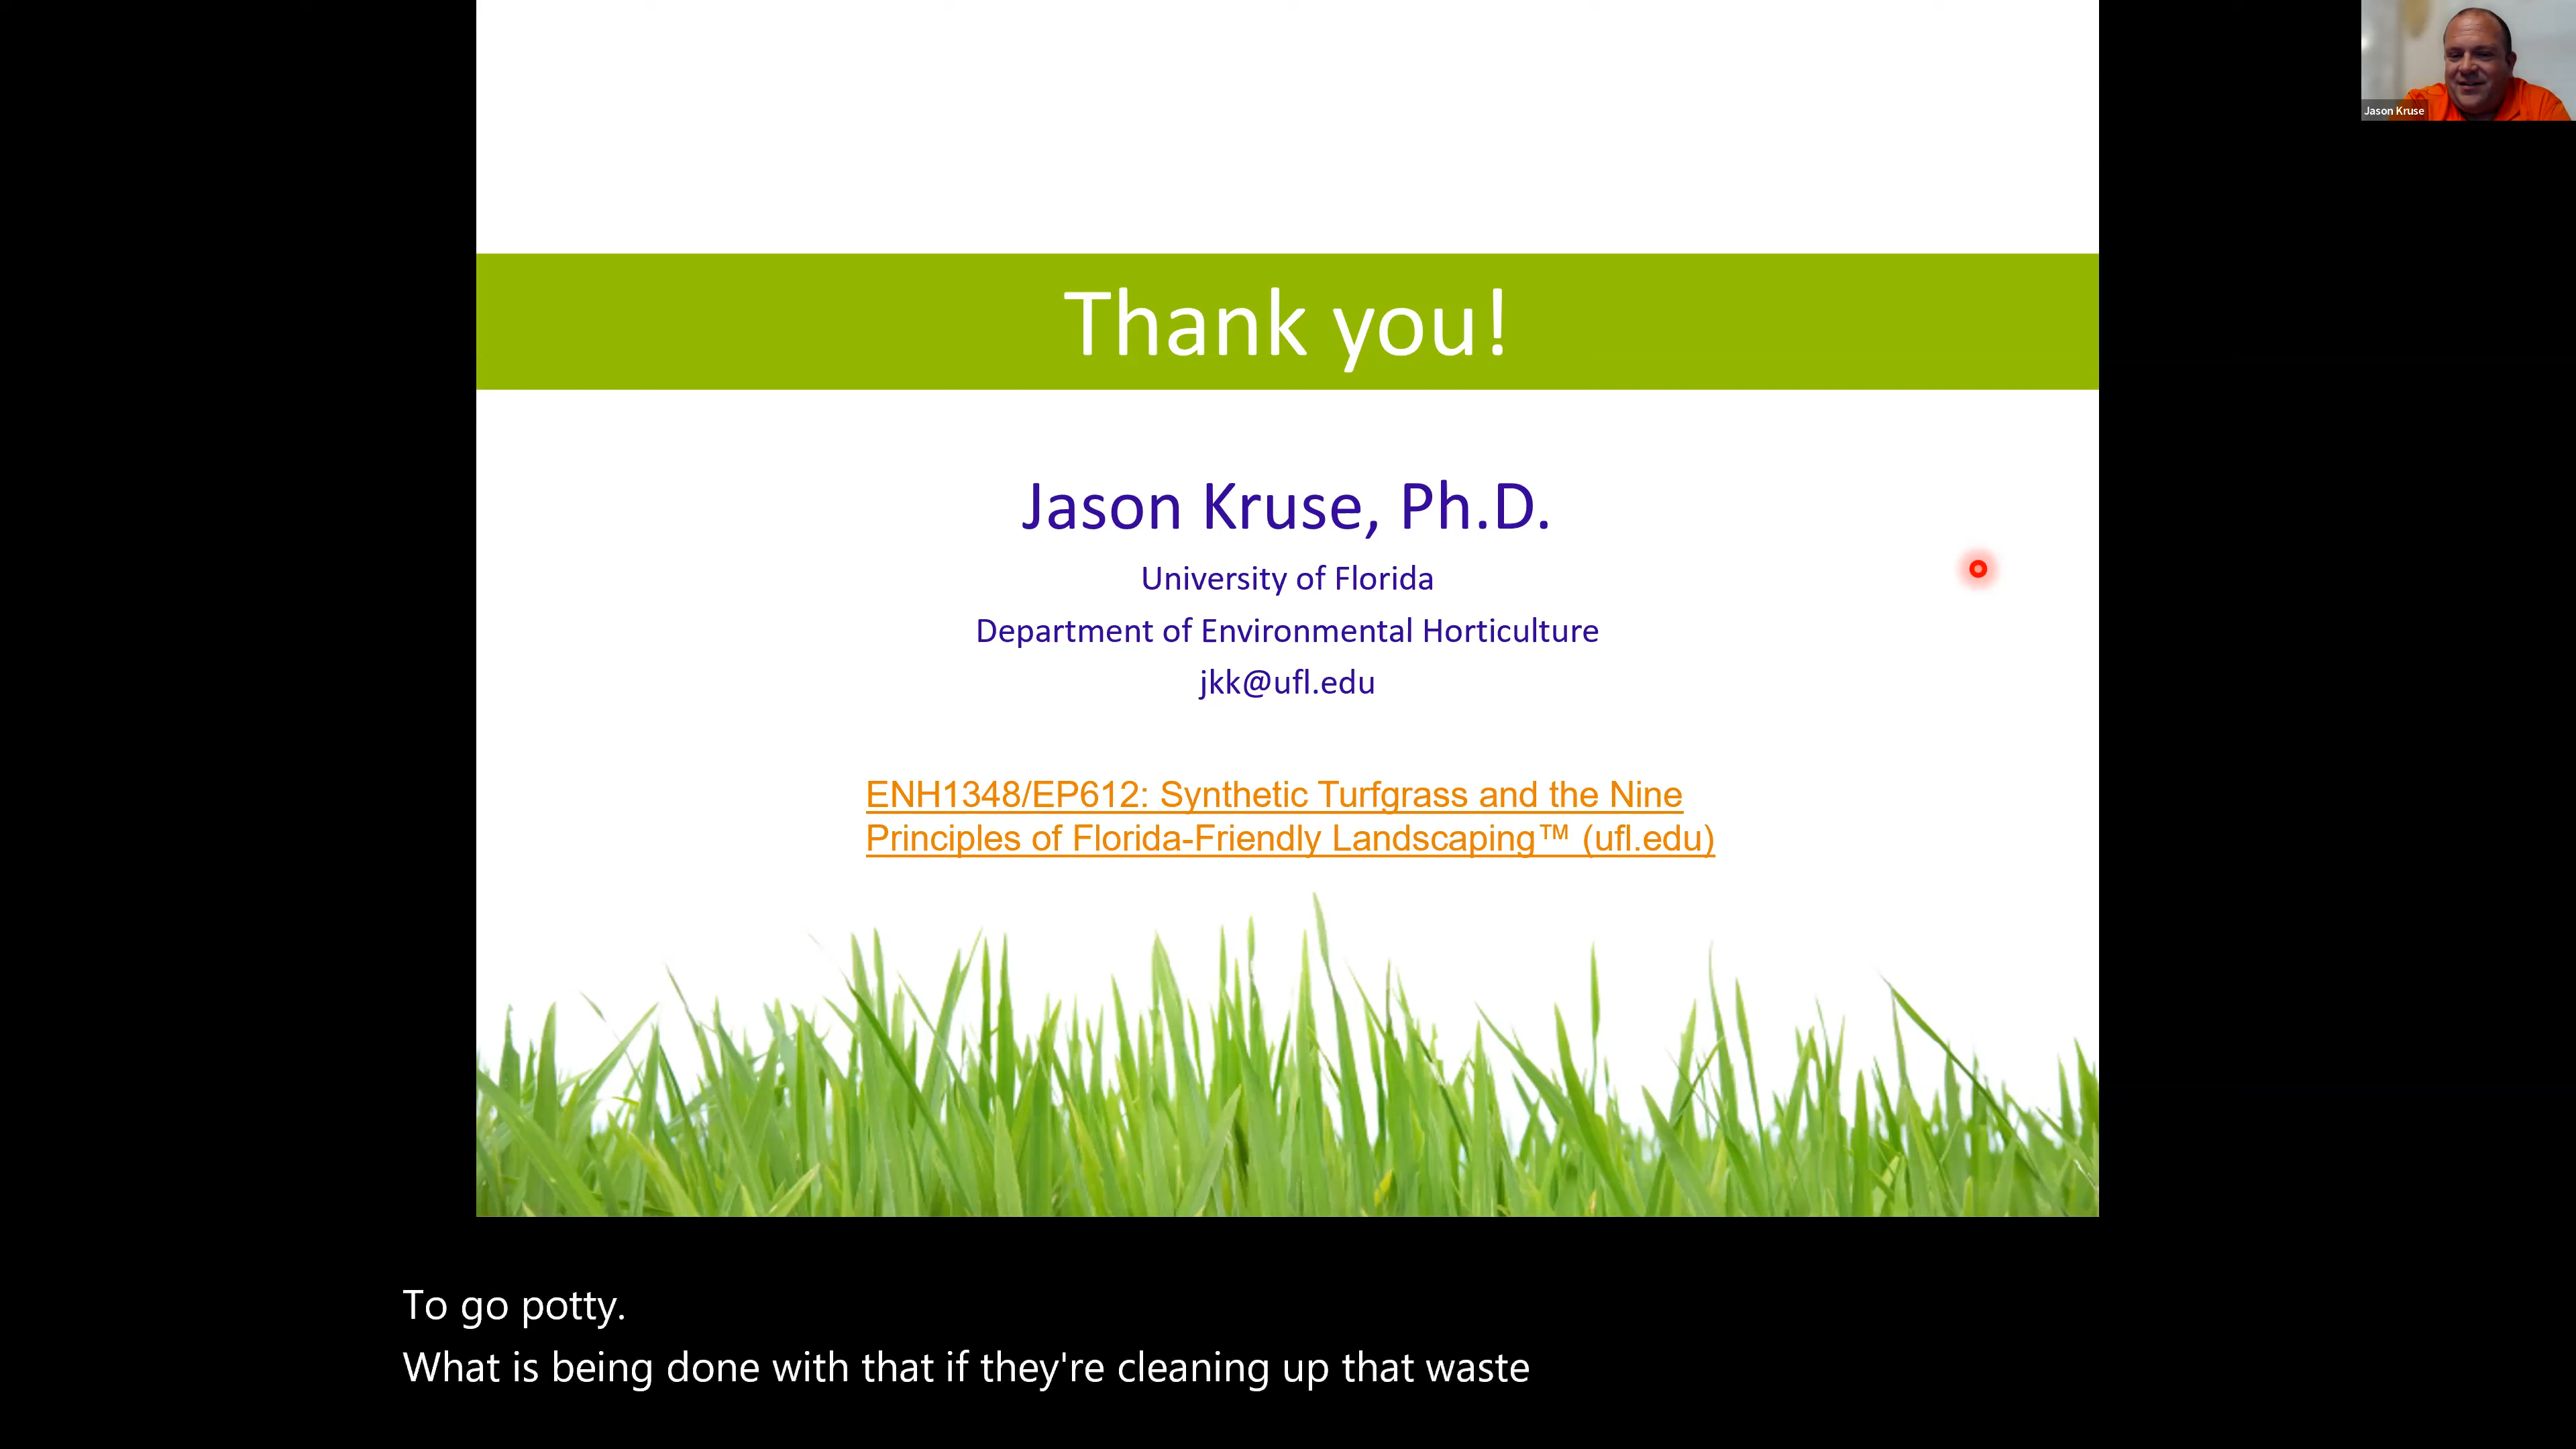 Thank you!
Jason Kruse
Jason Kruse, Ph.D.
University of Florida
Department of Environmental Horticulture
jkk@ufl.edu
ENH1348/EP612: Synthetic Turfgrass and the Nine
Principles of Florida-Friendly Landscaping™ (ufl.edu)
To go potty.
What is being done with that if they're cleaning up that waste